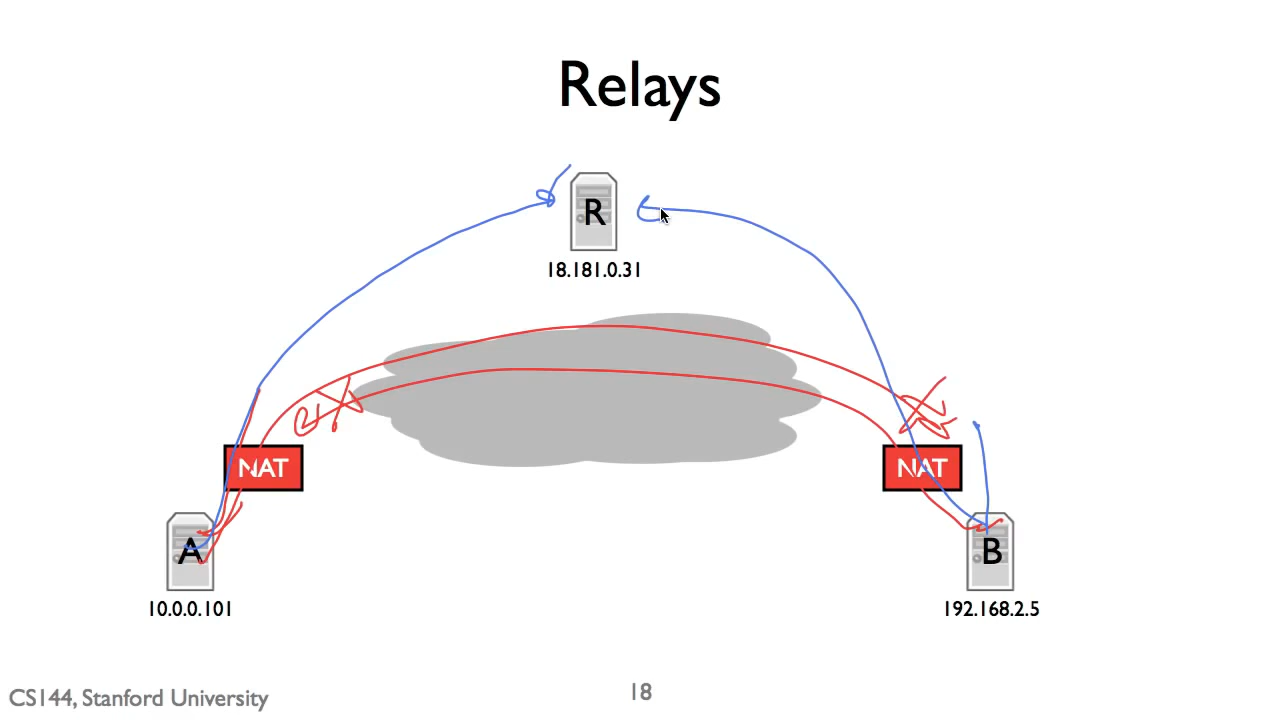 Relays
R
18.181.0.31
NAT
NAT
A
B
10.0.0.101
192.168.2.5
CS144, Stanford University
18